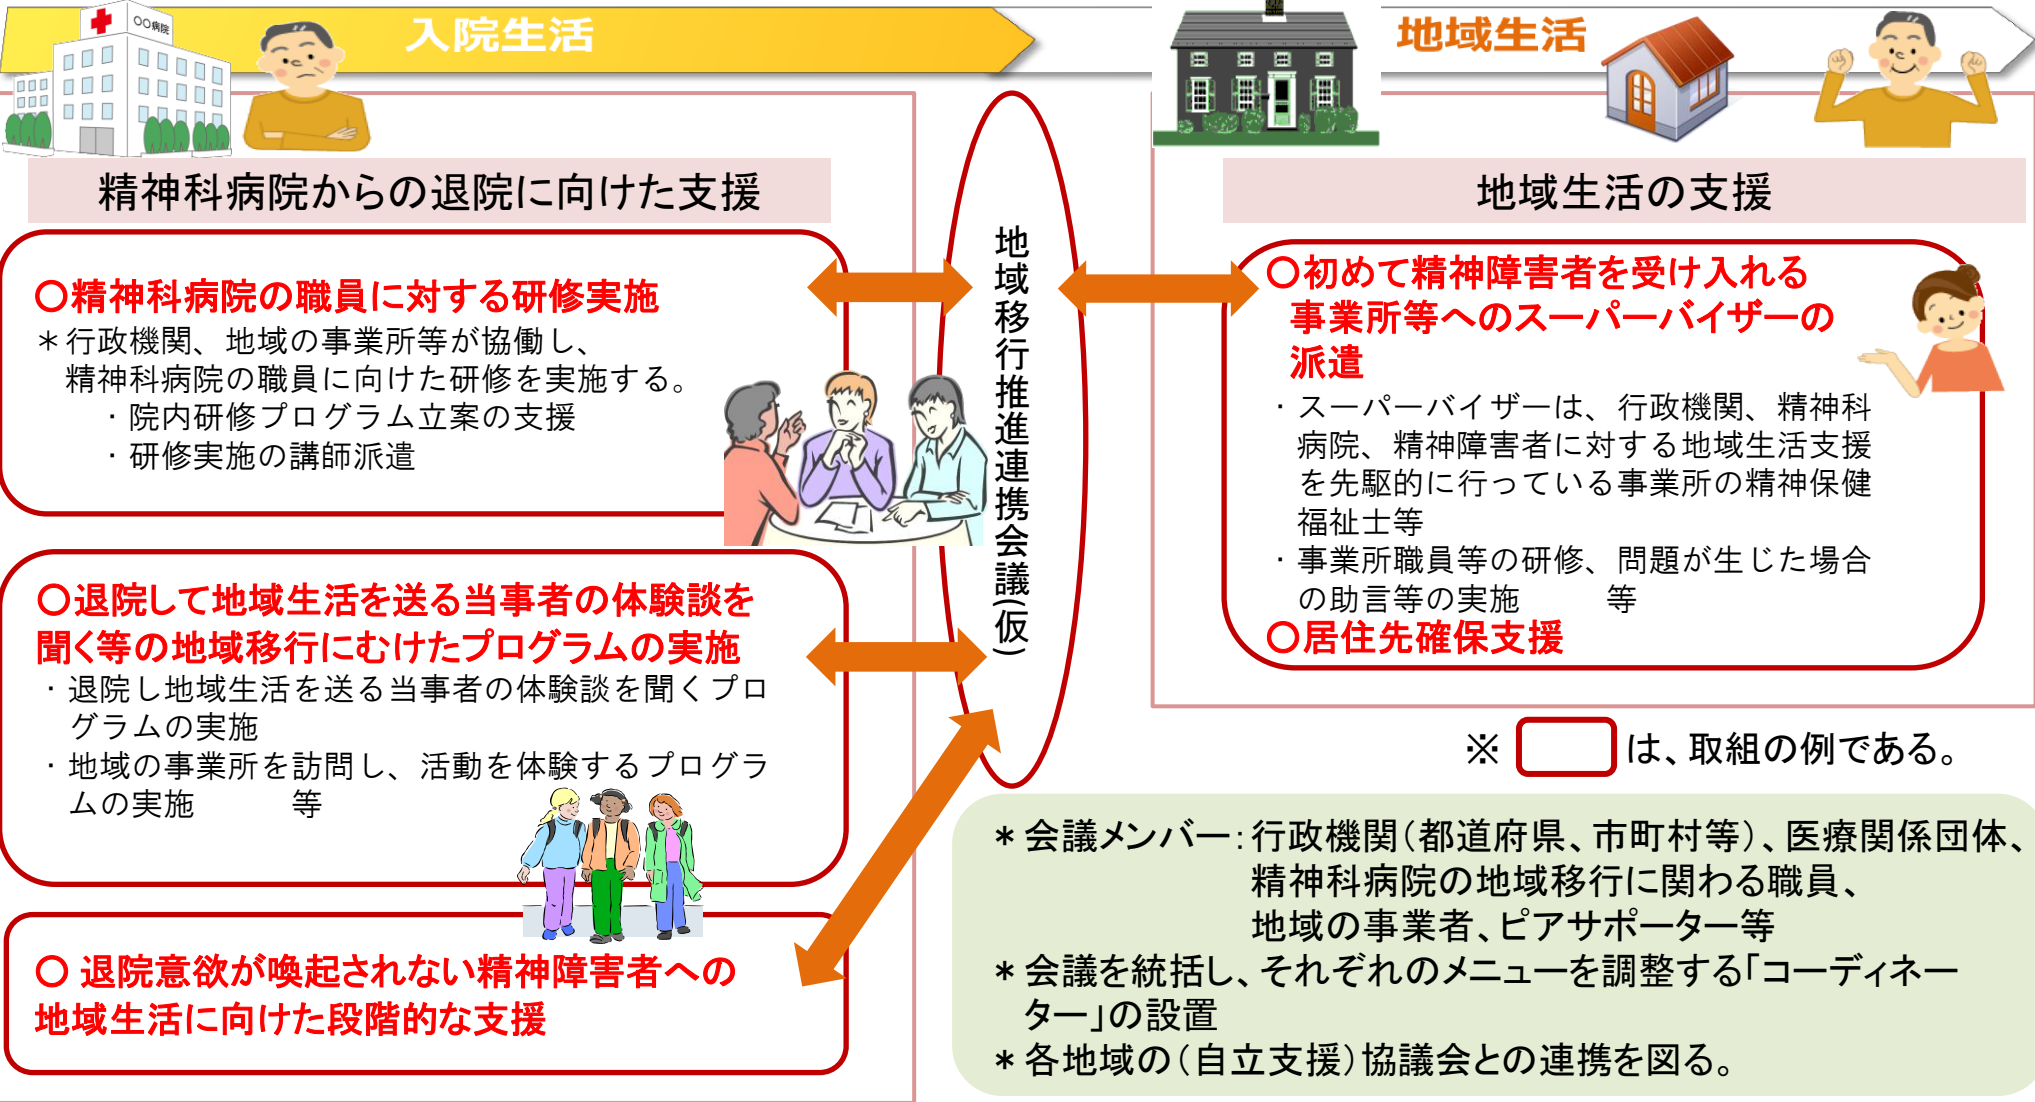 〇〇病院
入院生活
地域生活
精神科病院からの退院に向けた支援
〇精神科病院の職員に対する研修実施
＊行政機関、地域の事業所等が協働し、
精神科病院の職員に向けた研修を実施する。
・院内研修プログラム立案の支援
・研修実施の講師派遣
〇退院して地域生活を送る当事者の体験談を
聞く等の地域移行にむけたプログラムの実施
・退院し地域生活を送る当事者の体験談を聞くプロ
グラムの実施
・地域の事業所を訪問し、活動を体験するプログラ
ムの実施　　　等
〇 退院意欲が喚起されない精神障害者への
地域生活に向けた段階的な支援
地域移行推進連携会議(仮)
地域生活の支援
〇初めて精神障害者を受け入れる
事業所等へのスーパーバイザーの
派遣
・スーパーバイザーは、行政機関、精神科
病院、精神障害者に対する地域生活支援
を先駆的に行っている事業所の精神保健
福祉士等
・事業所職員等の研修、問題が生じた場合
の助言等の実施　　　等
〇居住先確保支援
※　　　は、取組の例である。
＊会議メンバー：行政機関（都道府県、市町村等）、医療関係団体、
精神科病院の地域移行に関わる職員、
地域の事業者、ピアサポーター等
＊会議を統括し、それぞれのメニューを調整する「コーディネー
ター」の設置
＊各地域の（自立支援）協議会との連携を図る。